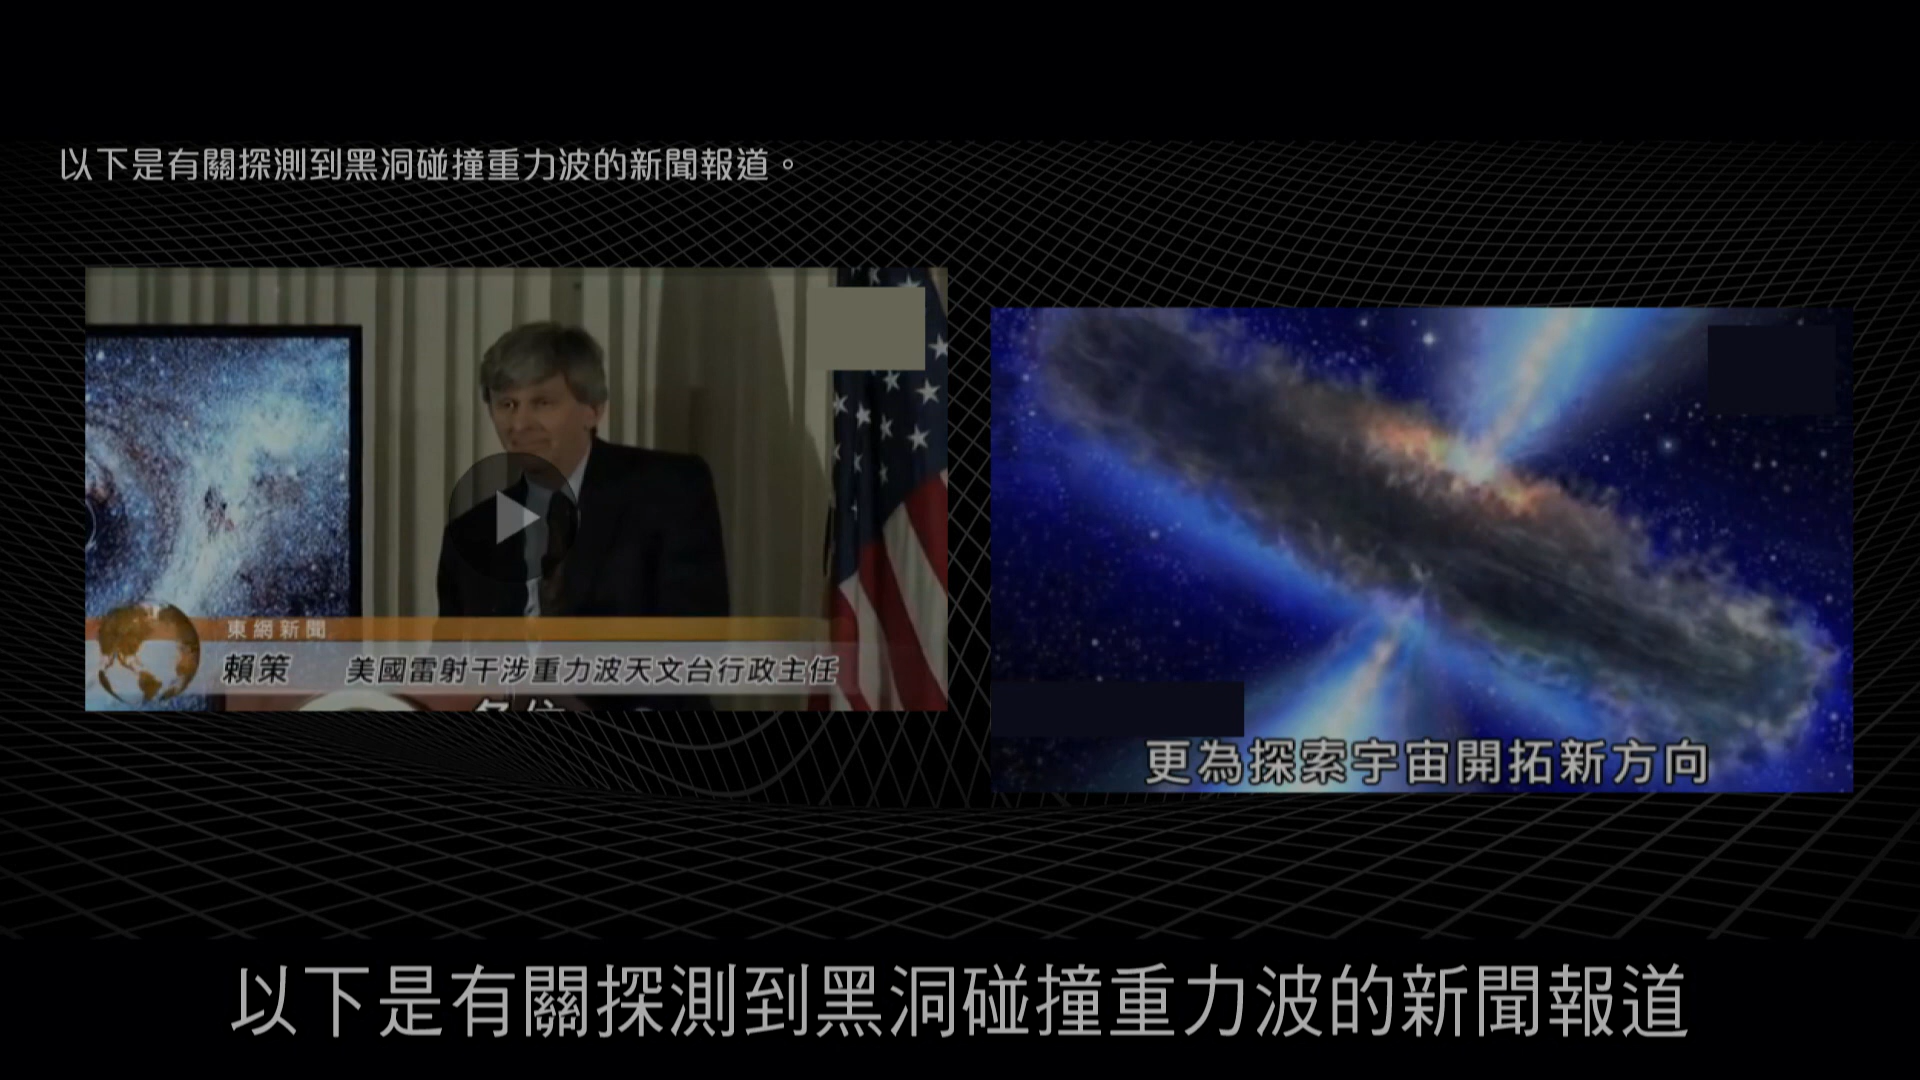 以下是有關探測到黑洞碰撞重力波的新聞報道。
東網新聞
賴策 美國雷射干涉重力波天文台行政主任
更為探索宇宙開拓新方向
以下是有關探測到黑洞碰撞重力波的新聞報道